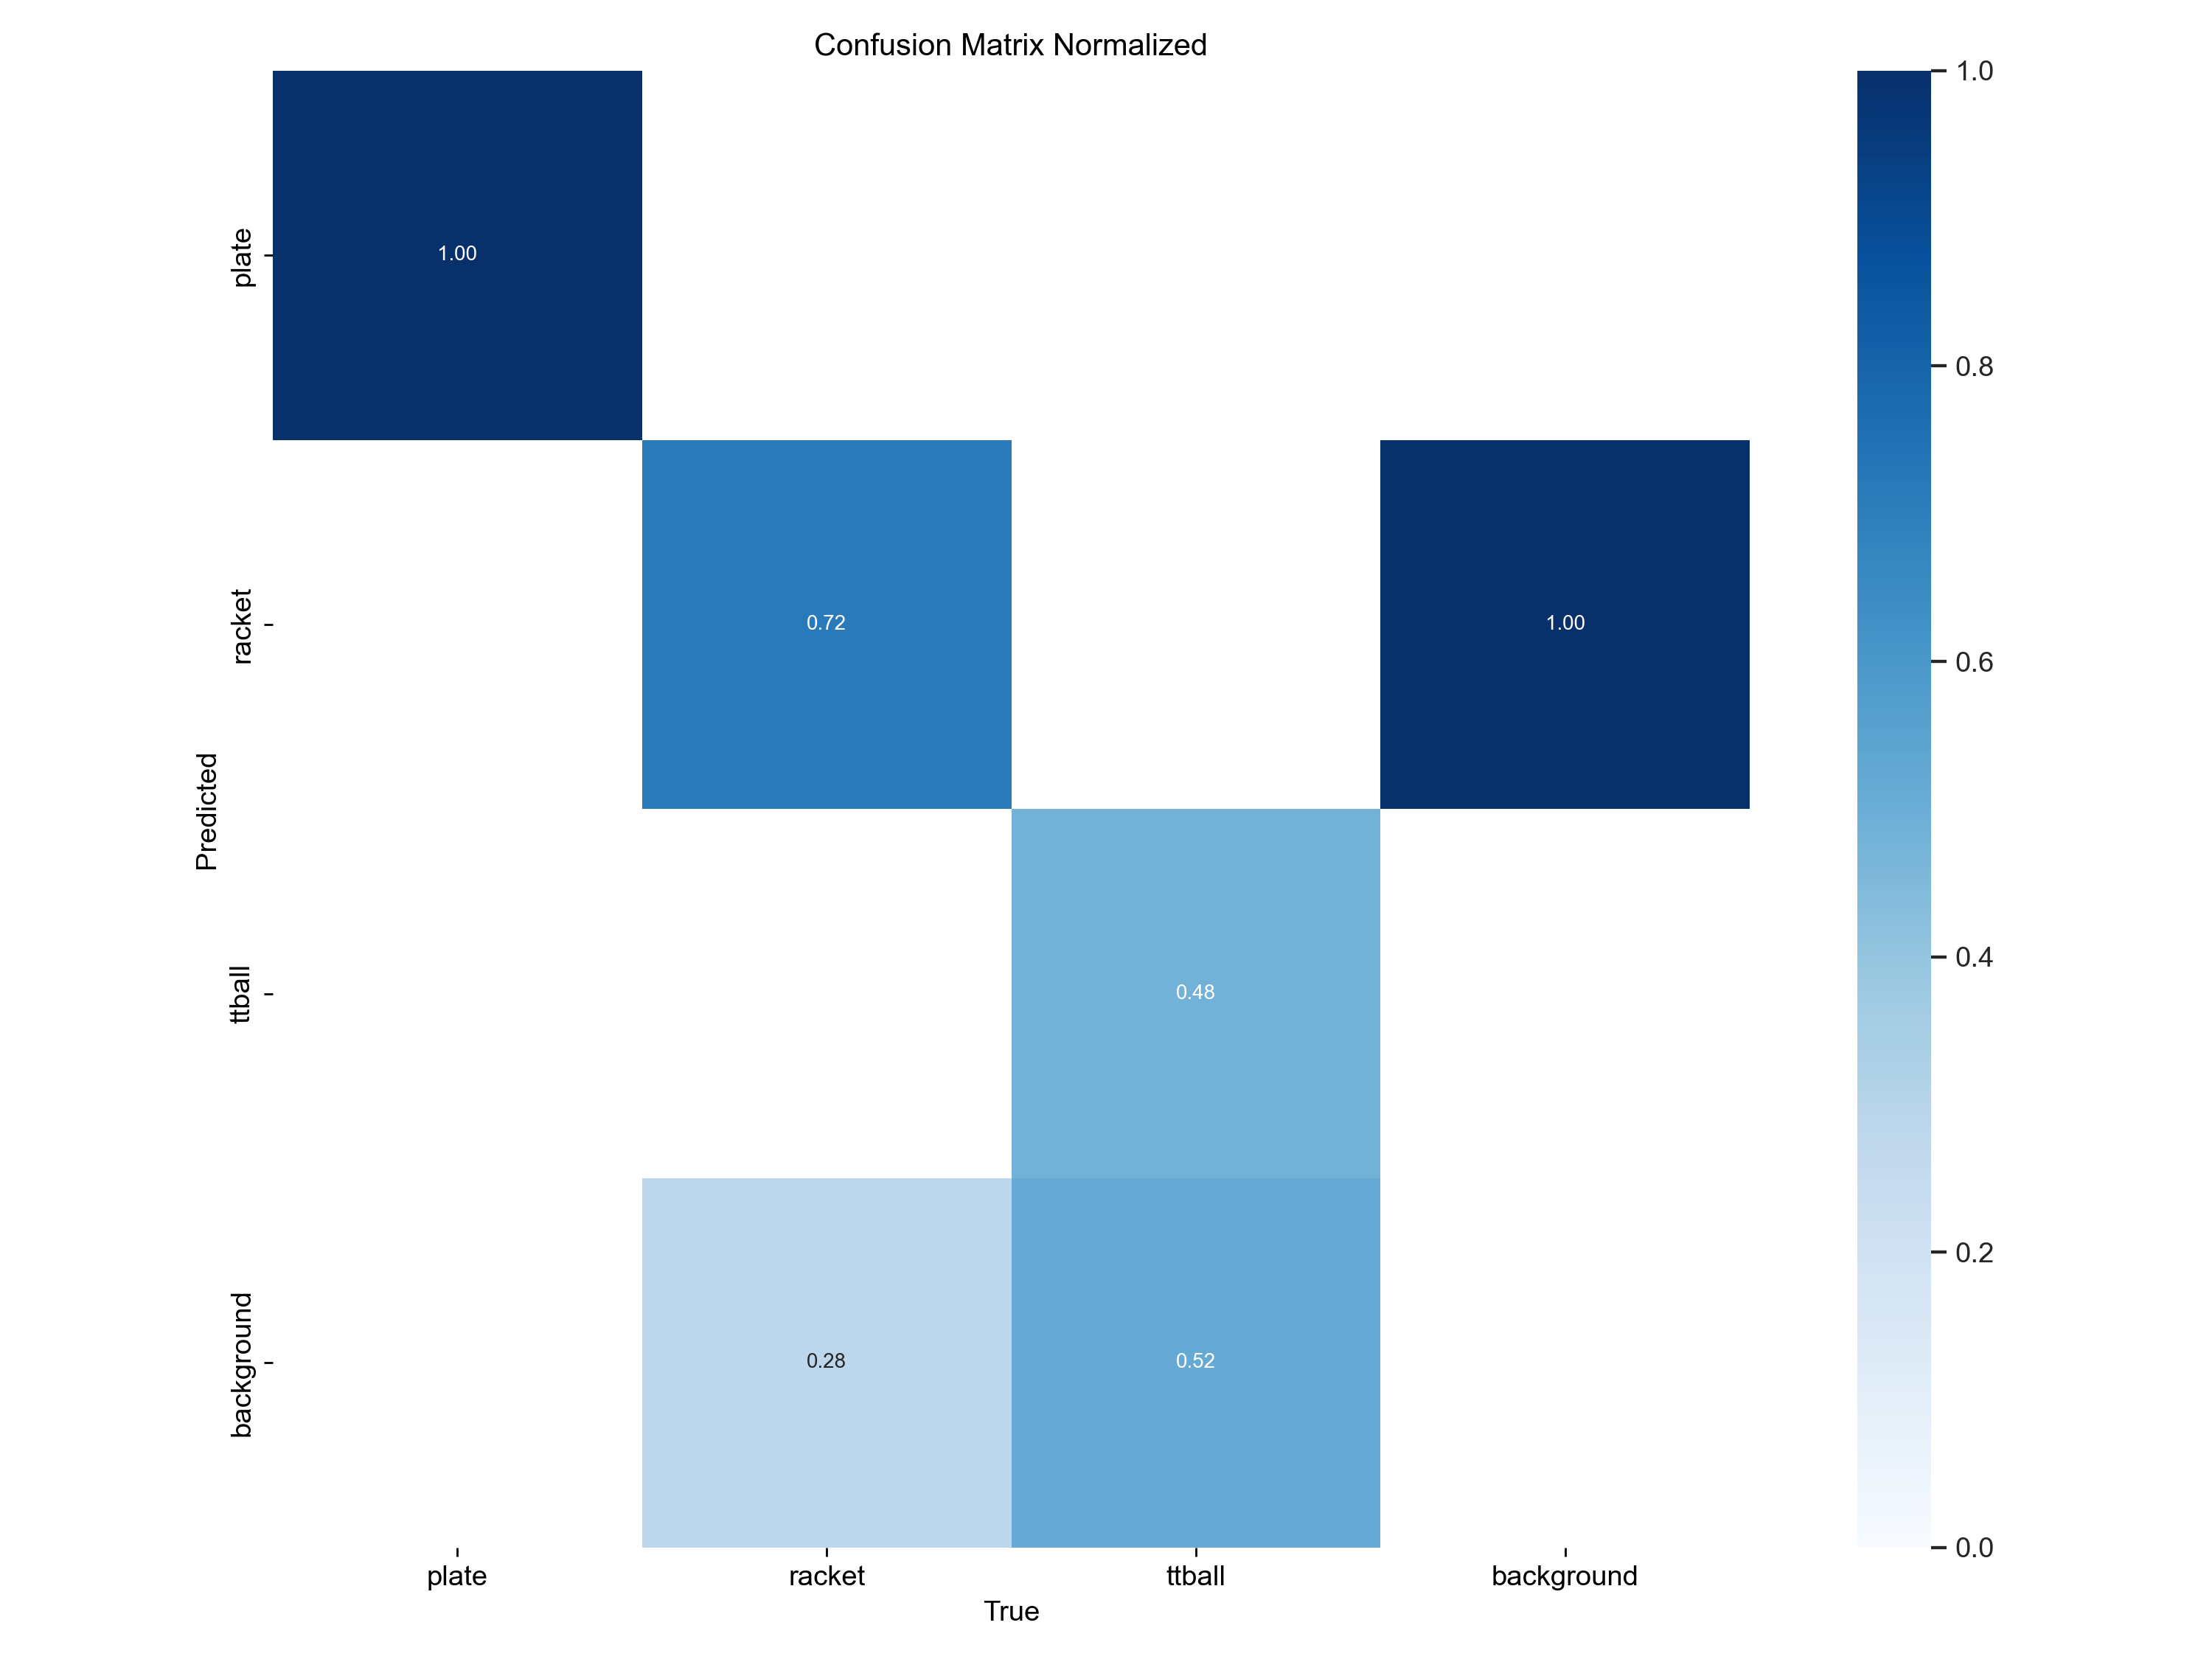 Confusion Matrix Normalized
plate
racket
ttball
background
Predicted
1.00
0.72
1.00
0.48
0.28
0.52
plate
racket
ttball
background
True
1.0
0.8
0.6
0.4
0.2
0.0